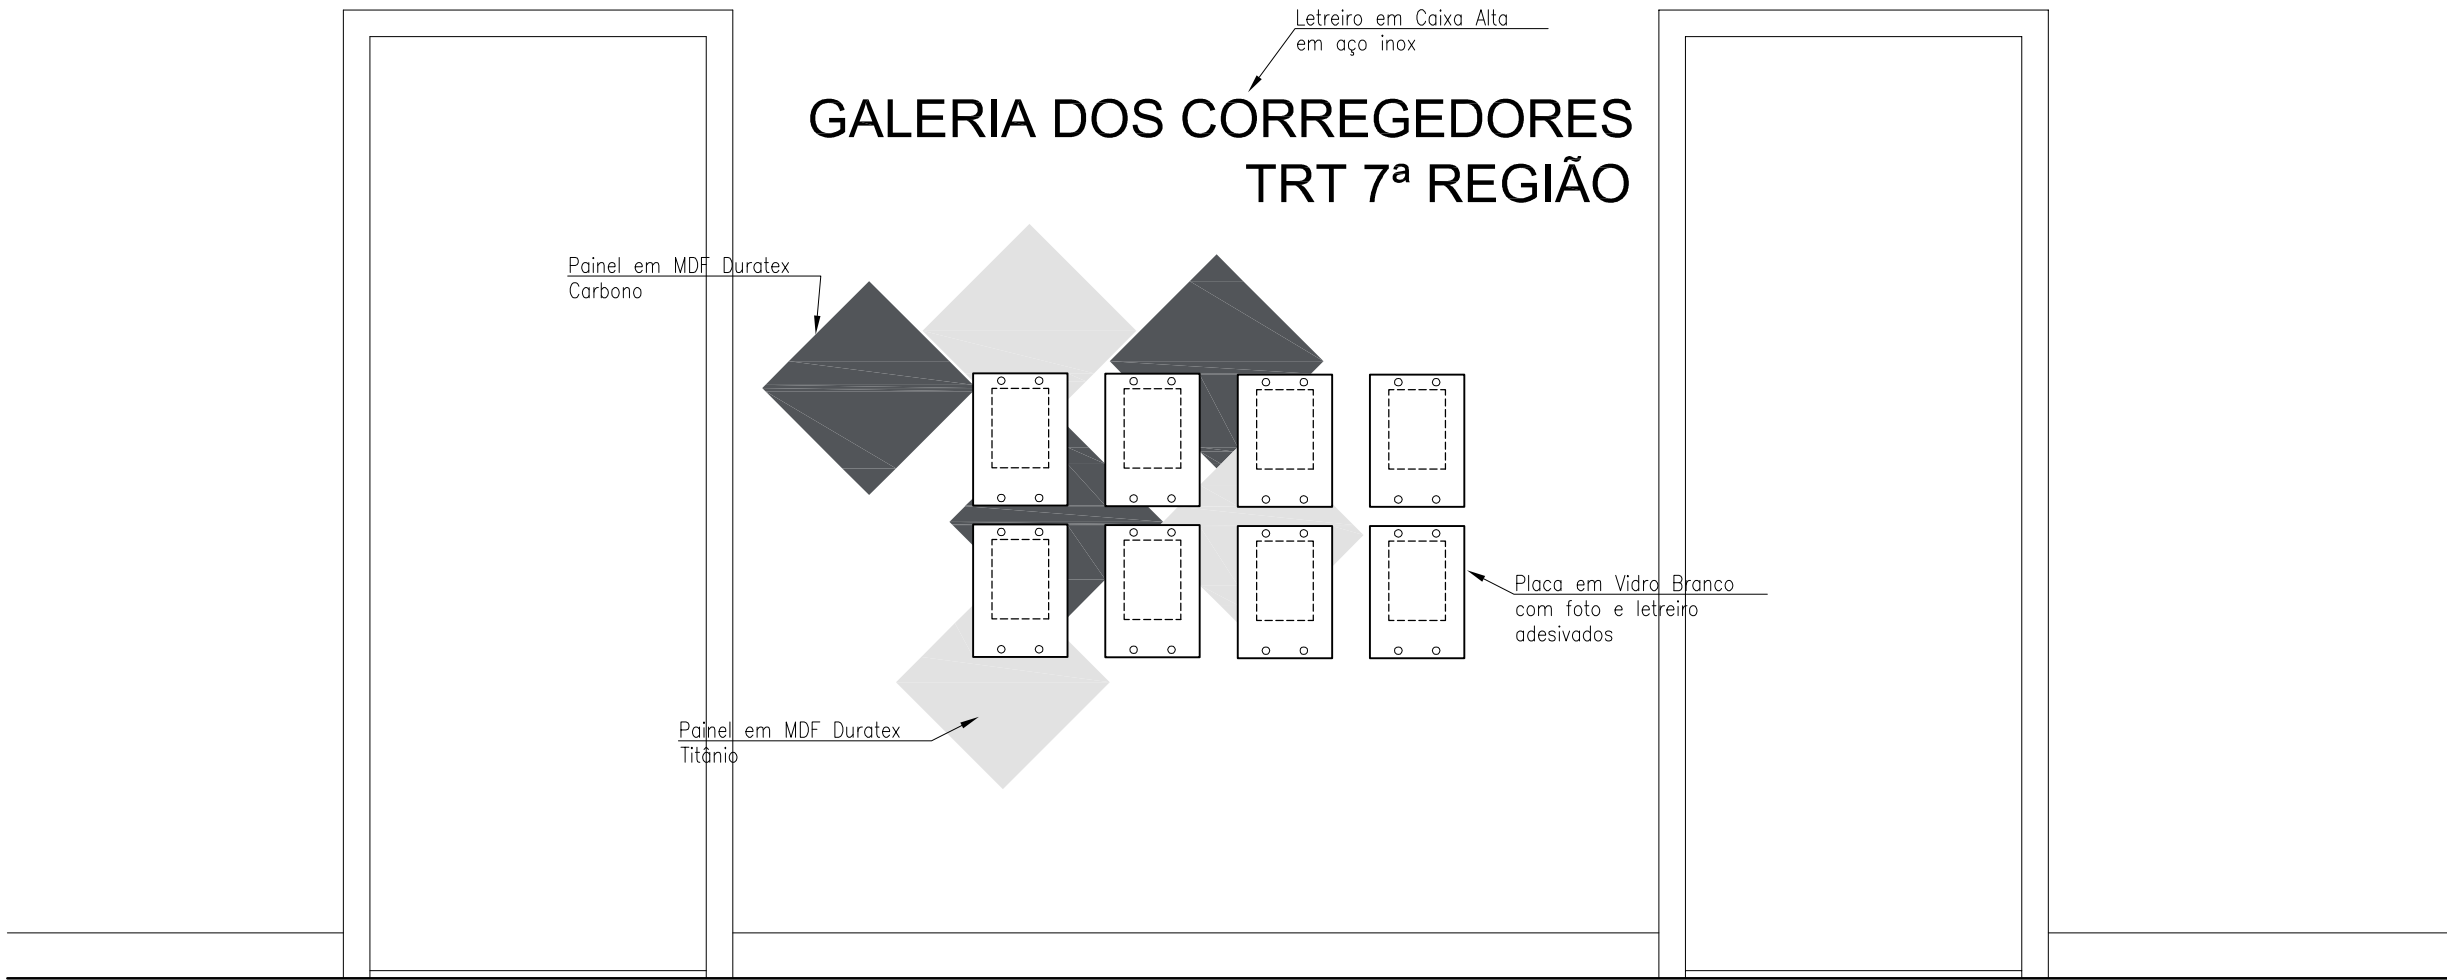 Letreiro em Caixa Alta
em aço inox
GALERIA DOS CORREGEDORES
TRT 7ª REGIÃO
Painel em MDF Duratex
Carbono
Placa em Vidro Branco
com foto e letreiro
adesivados
Painel em MDF Duratex
Titânio